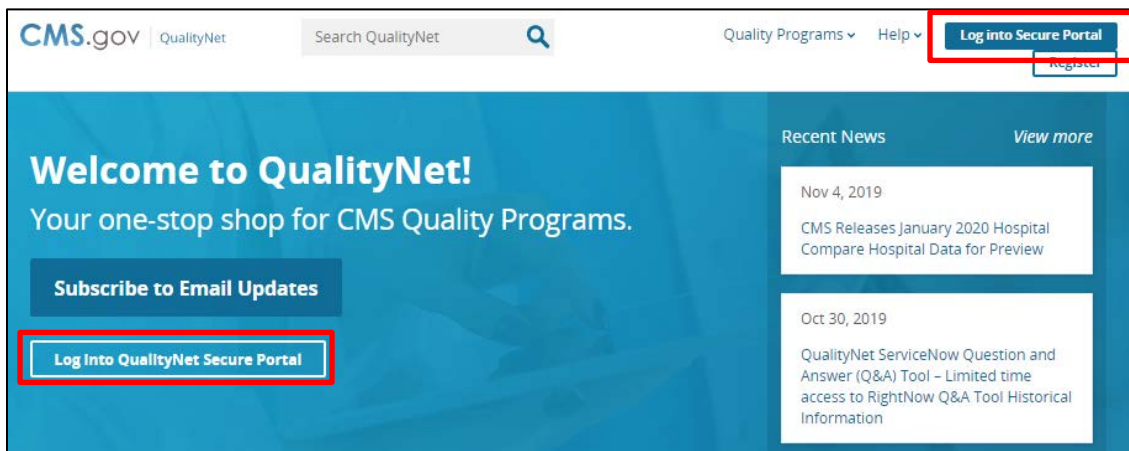 CMS.gov QualityNet
Search QualityNet
Quality Programs
Help
Log into Secure Portal
Register
Welcome to QualityNet!
Your one-stop shop for CMS Quality Programs.
Subscribe to Email Updates
Log Into QualityNet Secure Portal
Recent News
View more
Nov 4, 2019
CMS Releases January 2020 Hospital
Compare Hospital Data for Preview
Oct 30, 2019
QualityNet ServiceNow Question and
Answer (Q&A) Tool – Limited time
access to RightNow Q&A Tool Historical
Information